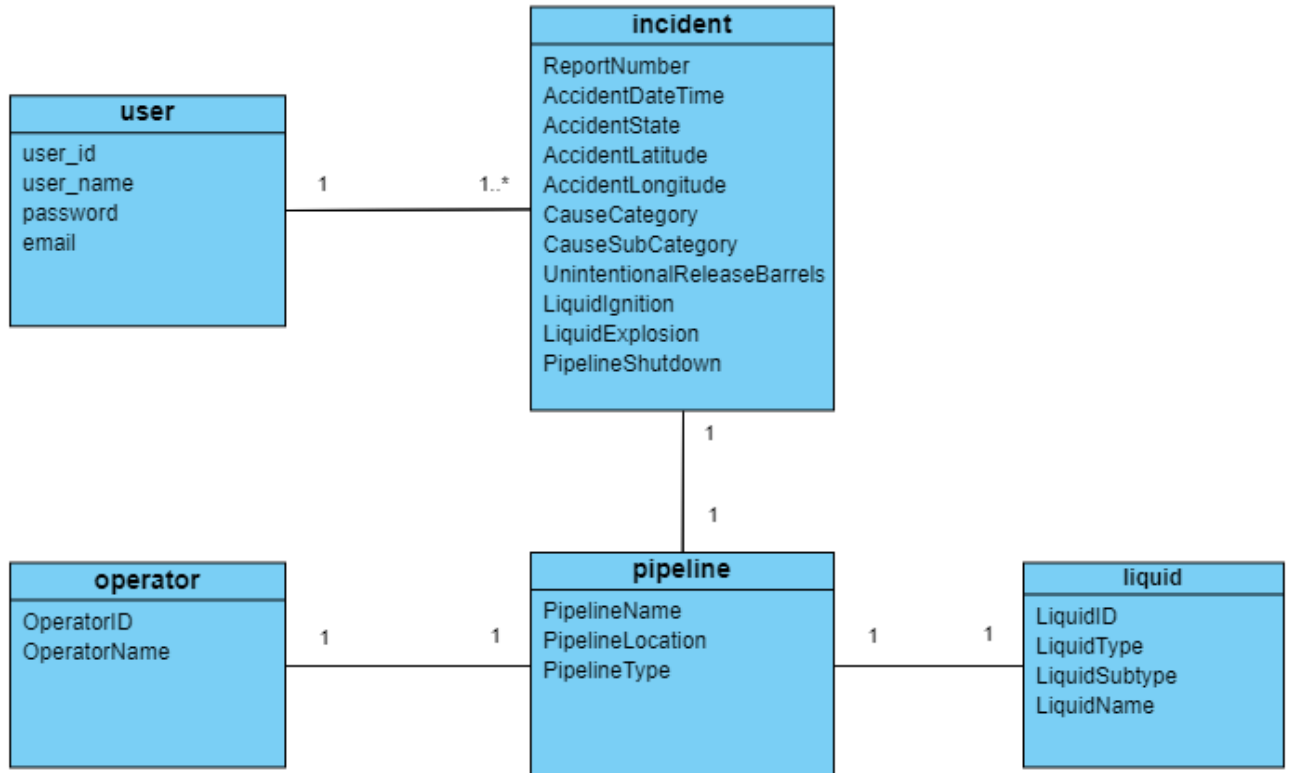 incident
ReportNumber
AccidentDateTime
AccidentState
AccidentLatitude
AccidentLongitude
CauseCategory
CauseSubCategory
UnintentionalReleaseBarrels
LiquidIgnition
LiquidExplosion
PipelineShutdown
user
user_id
user_name
password
email
1
1..*
1
1
operator
OperatorID
OperatorName
1
1
pipeline
PipelineName
PipelineLocation
PipelineType
1
1
liquid
LiquidID
LiquidType
LiquidSubtype
LiquidName